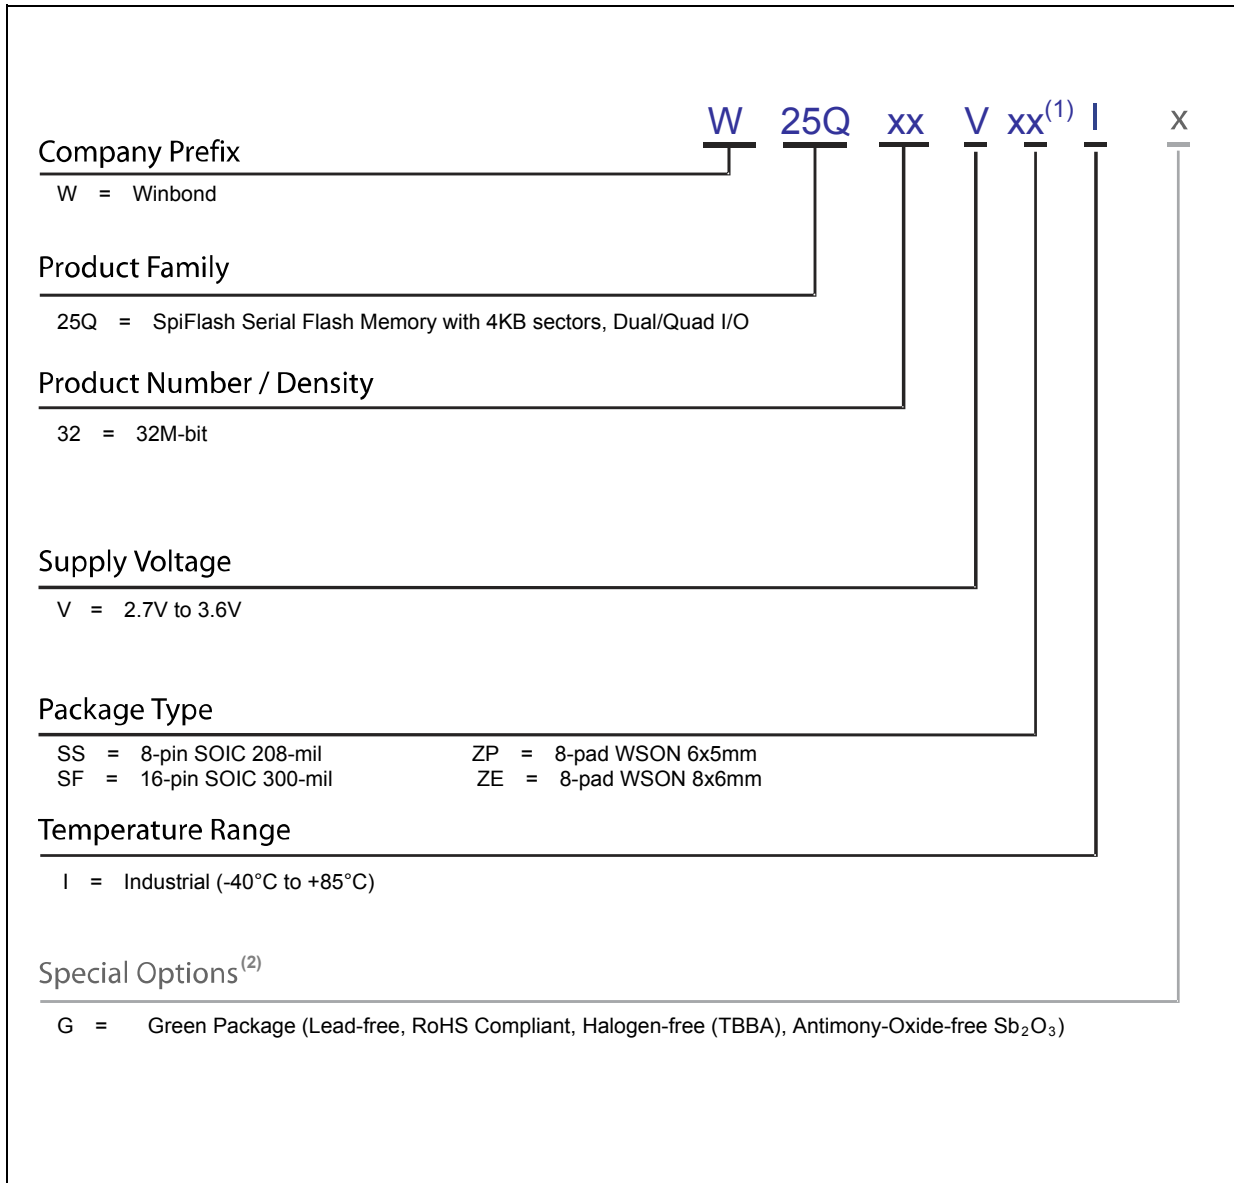 W 25Q xx V xx(1) I x
Company Prefix
W = Winbond
Product Family
25Q = SpiFlash Serial Flash Memory with 4KB sectors, Dual/Quad I/O
Product Number / Density
32 = 32M-bit
Supply Voltage
V = 2.7V to 3.6V
Package Type
SS = 8-pin SOIC 208-mil ZP = 8-pad WSON 6x5mm
SF = 16-pin SOIC 300-mil ZE = 8-pad WSON 8x6mm
Temperature Range
I = Industrial (-40°C to +85°C)
Special Options(2)
G = Green Package (Lead-free, RoHS Compliant, Halogen-free (TBBA), Antimony-Oxide-free Sb₂O₃)